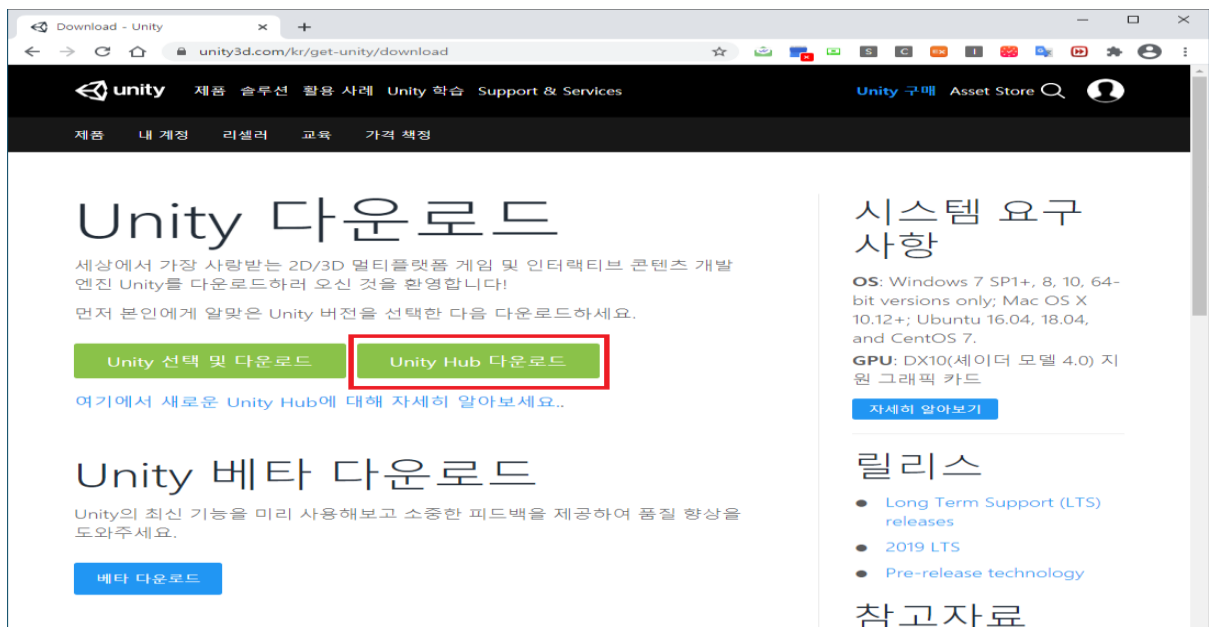 Download - Unity
unity3d.com/kr/get-unity/download
unity 제품 솔루션 활용 사례 Unity 학습 Support & Services Unity 구매 Asset Store
제품 내 계정 리셀러 교육 가격 책정
Unity 다운로드
세상에서 가장 사랑받는 2D/3D 멀티플랫폼 게임 및 인터랙티브 콘텐츠 개발
엔진 Unity를 다운로드하러 오신 것을 환영합니다!
먼저 본인에게 알맞은 Unity 버전을 선택한 다음 다운로드하세요.
Unity 선택 및 다운로드 Unity Hub 다운로드
여기에서 새로운 Unity Hub에 대해 자세히 알아보세요..
Unity 베타 다운로드
Unity의 최신 기능을 미리 사용해보고 소중한 피드백을 제공하여 품질 향상을
도와주세요.
베타 다운로드
시스템 요구
사항
OS: Windows 7 SP1+, 8, 10, 64-
bit versions only; Mac OS X
10.12+; Ubuntu 16.04, 18.04,
and CentOS 7.
GPU: DX10(셰이더 모델 4.0) 지
원 그래픽 카드
자세히 알아보기
릴리스
Long Term Support (LTS)
releases
2019 LTS
Pre-release technology
참고자료